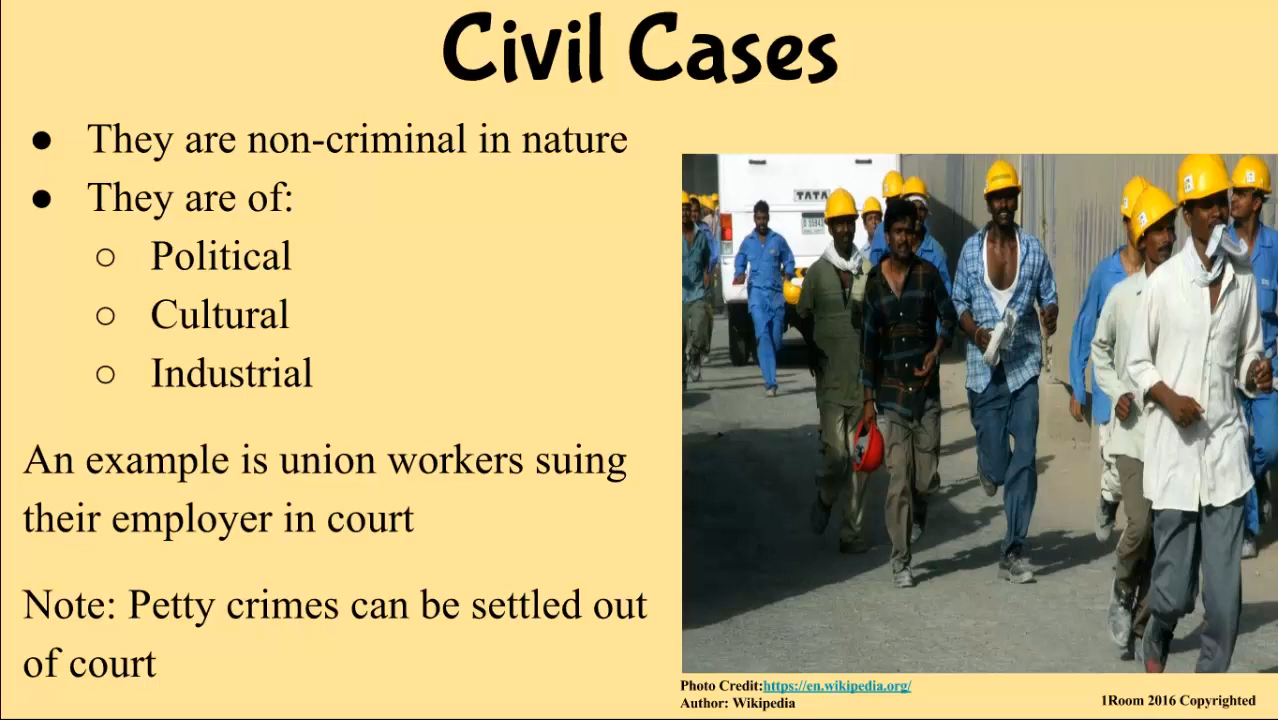 Civil Cases
● They are non-criminal in nature
● They are of:
○ Political
○ Cultural
○ Industrial
An example is union workers suing
their employer in court
Note: Petty crimes can be settled out
of court
TATA
Photo Credit:https://en.wikipedia.org/
Author: Wikipedia
1Room 2016 Copyrighted